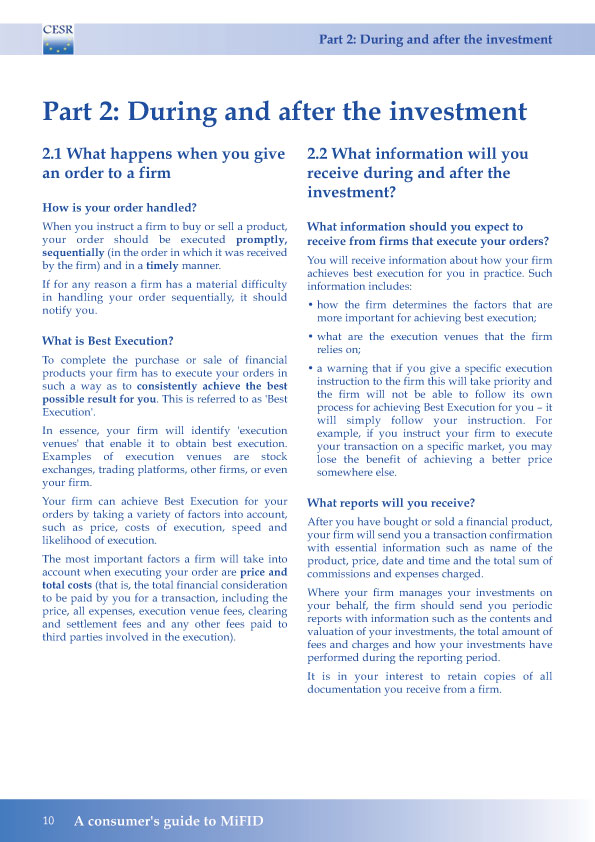 CESR
Part 2: During and after the investment
Part 2: During and after the investment
2.1 What happens when you give
an order to a firm
How is your order handled?
When you instruct a firm to buy or sell a product,
your order should be executed promptly,
sequentially (in the order in which it was received
by the firm) and in a timely manner.
If for any reason a firm has a material difficulty
in handling your order sequentially, it should
notify you.
What is Best Execution?
To complete the purchase or sale of financial
products your firm has to execute your orders in
such a way as to consistently achieve the best
possible result for you. This is referred to as 'Best
Execution'.
In essence, your firm will identify 'execution
venues' that enable it to obtain best execution.
Examples of execution venues are stock
exchanges, trading platforms, other firms, or even
your firm.
Your firm can achieve Best Execution for your
orders by taking a variety of factors into account,
such as price, costs of execution, speed and
likelihood of execution.
The most important factors a firm will take into
account when executing your order are price and
total costs (that is, the total financial consideration
to be paid by you for a transaction, including the
price, all expenses, execution venue fees, clearing
and settlement fees and any other fees paid to
third parties involved in the execution).
2.2 What information will you
receive during and after the
investment?
What information should you expect to
receive from firms that execute your orders?
You will receive information about how your firm
achieves best execution for you in practice. Such
information includes:
• how the firm determines the factors that are
more important for achieving best execution;
• what are the execution venues that the firm
relies on;
• a warning that if you give a specific execution
instruction to the firm this will take priority and
the firm will not be able to follow its own
process for achieving Best Execution for you – it
will simply follow your instruction. For
example, if you instruct your firm to execute
your transaction on a specific market, you may
lose the benefit of achieving a better price
somewhere else.
What reports will you receive?
After you have bought or sold a financial product,
your firm will send you a transaction confirmation
with essential information such as name of the
product, price, date and time and the total sum of
commissions and expenses charged.
Where your firm manages your investments on
your behalf, the firm should send you periodic
reports with information such as the contents and
valuation of your investments, the total amount of
fees and charges and how your investments have
performed during the reporting period.
It is in your interest to retain copies of all
documentation you receive from a firm.
10 A consumer's guide to MiFID